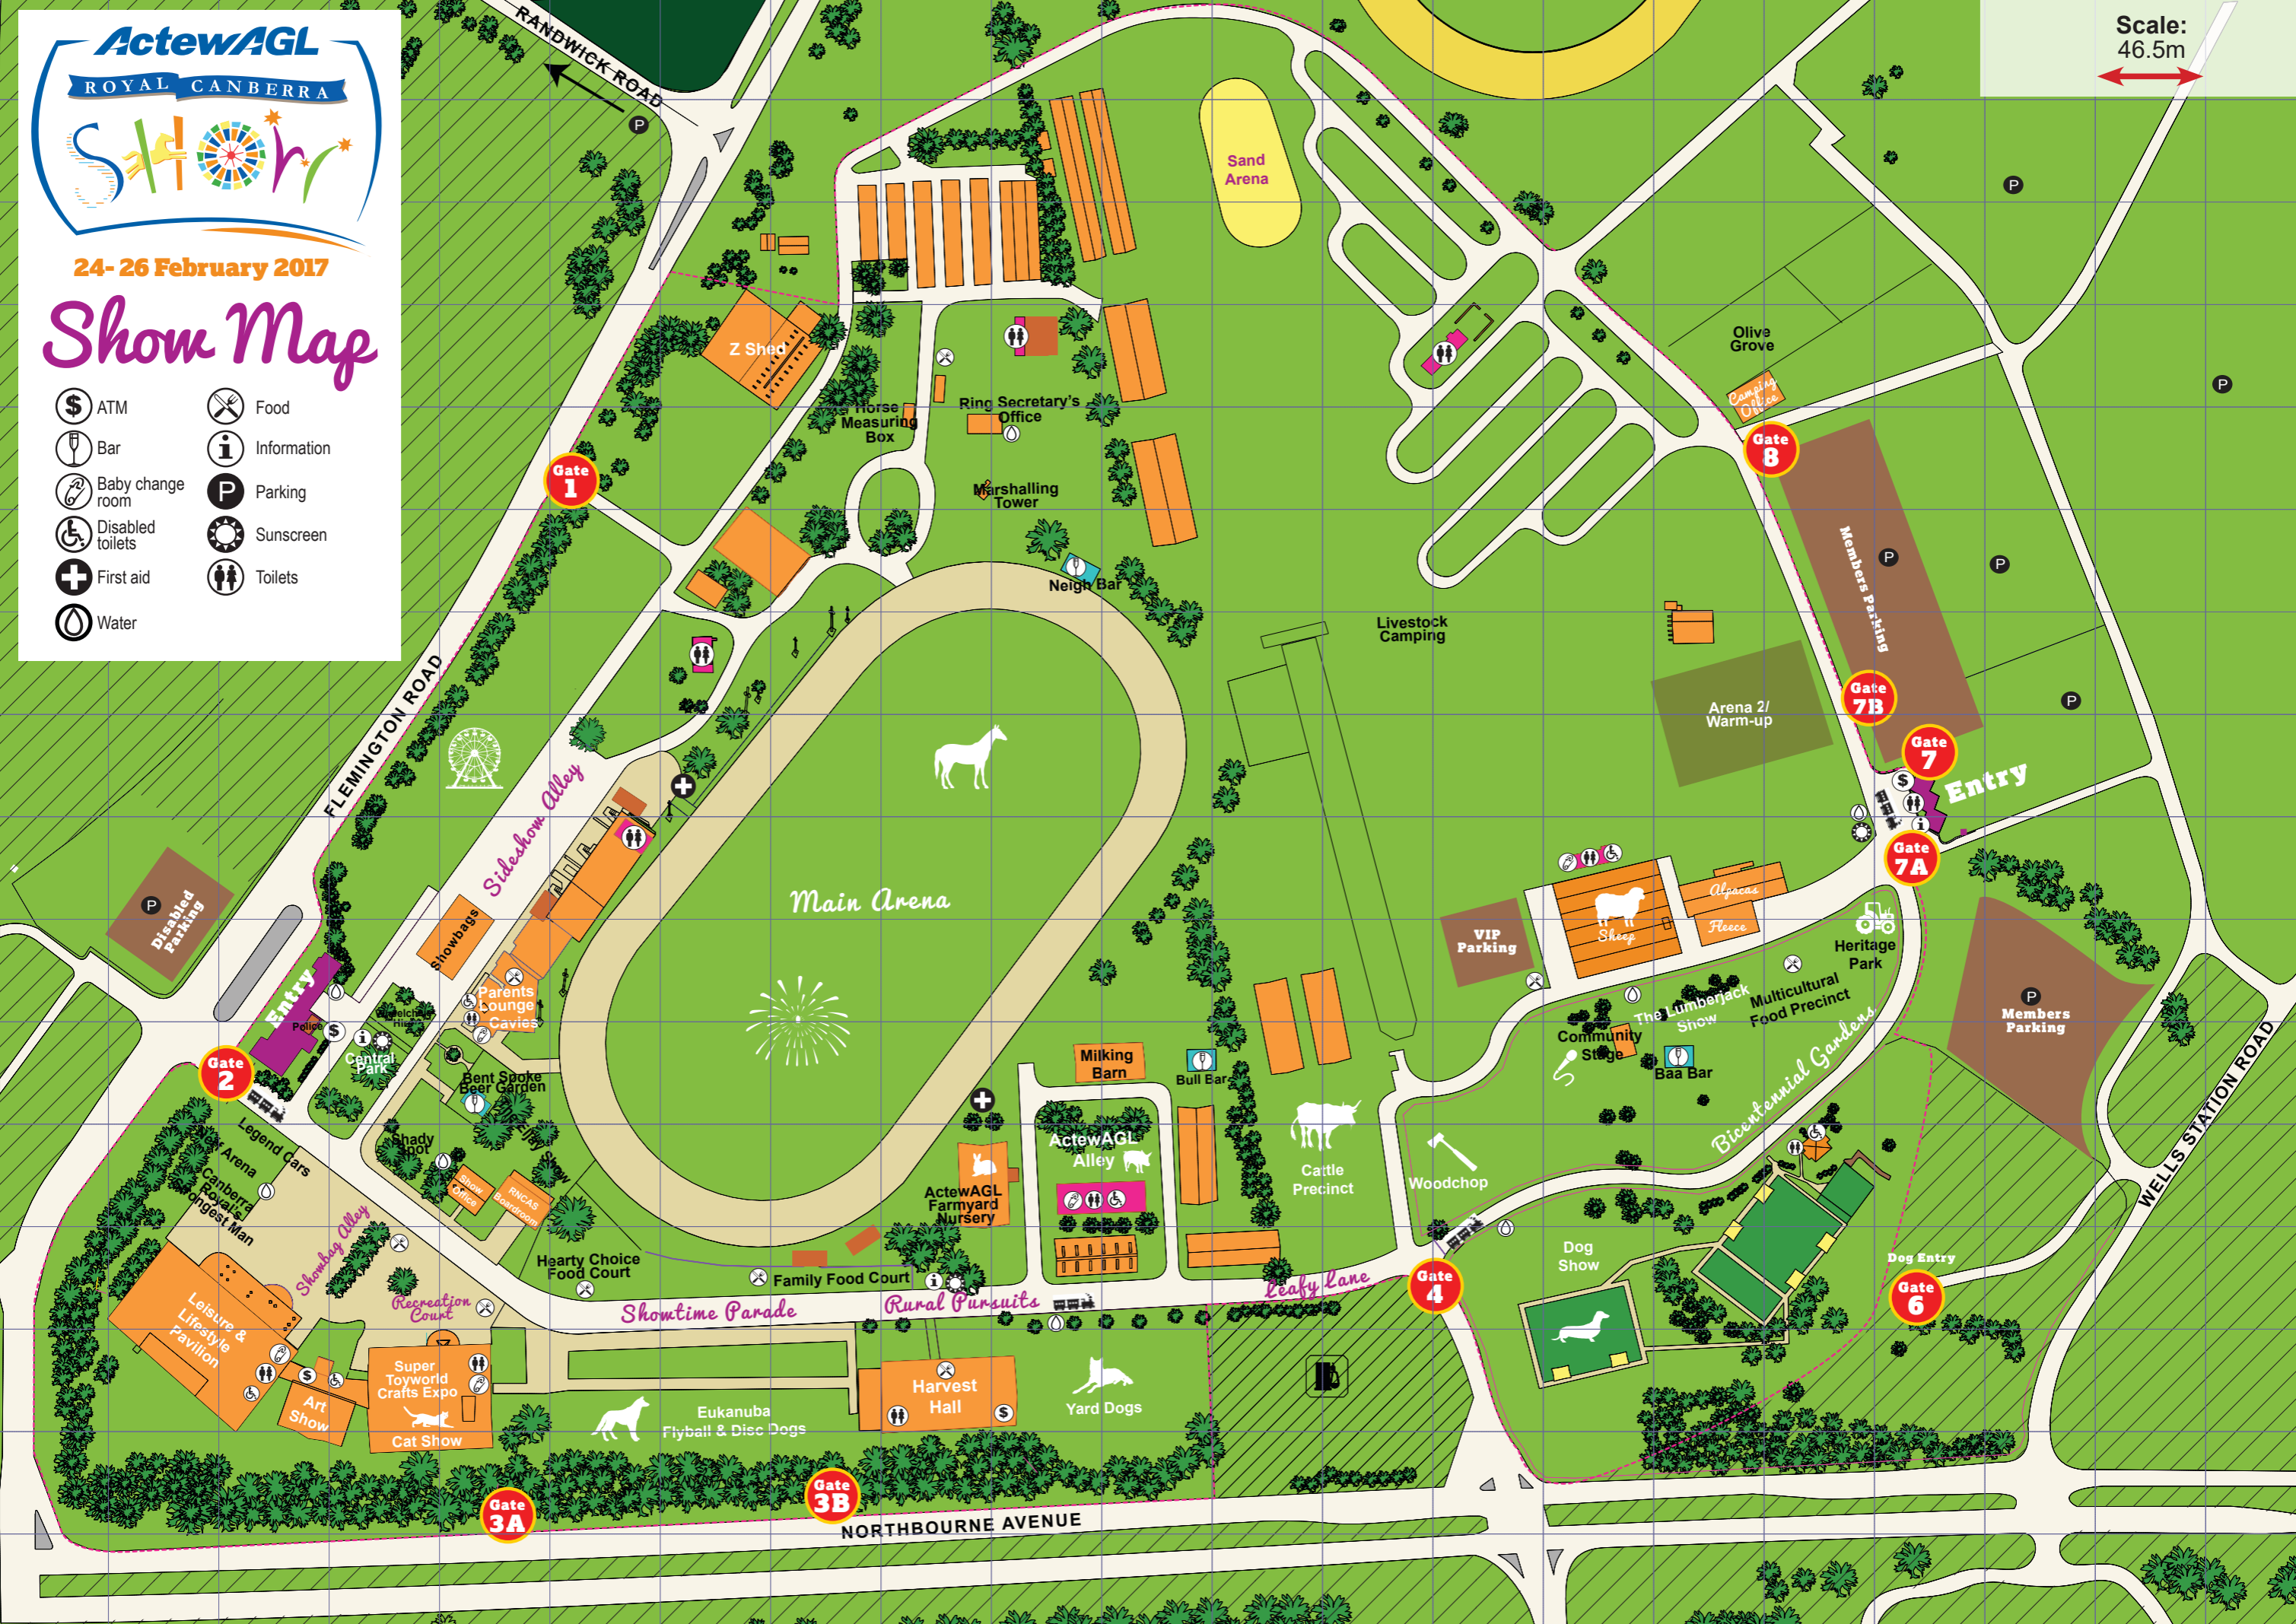 ActewAGL
ROYAL CANBERRA
SHOW
24- 26 February 2017
Show Map
$ ATM
Food
Bar
i Information
Baby change
room
P Parking
Disabled
toilets
Sunscreen
First aid
Toilets
Water
Scale:
46.5m
RANDWICK ROAD
P
Sand
Arena
P
Z Shed
Olive
Grove
Camping
Office
P
Horse
Measuring
Box
Ring Secretary's
Office
Gate
8
Gate
1
Marshalling
Tower
Members Parking
P
P
Neigh Bar
Livestock
Camping
FLEMINGTON ROAD
Gate
7B
P
Arena 2/
Warm-up
Gate
7
Entry
$
i
Sideshow Alley
Gate
7A
Main Arena
Alpacas
Fleece
Sheep
Disabled
Parking
P
Showbags
VIP
Parking
Heritage
Park
Entry
Police
$
i
Parents
Lounge
Cavies
Central
Park
The Lumberjack
Show
Multicultural
Food Precinct
P
Members
Parking
Community
Stage
Baa Bar
Bicentennial Gardens
Gate
2
Bent Spoke
Beer Garden
Milking
Barn
Bull Bar
WELLS STATION ROAD
Legend Cars
Shady
Spot
ActewAGL
Alley
Arena
Canberra
Royal's
Show
Office
RNCAS
Boardroom
ActewAGL
Farmyard
Nursery
Cattle
Precinct
Woodchop
Showbag Alley
Hearty Choice
Food Court
Family Food Court
i
Dog
Show
Dog Entry
Gate
6
Gate
4
Leafy Lane
Rural Pursuits
Showtime Parade
Recreation
Court
Leisure &
Lifestyle
Pavilion
$
Art
Show
Super
Toyworld
Crafts Expo
Cat Show
Eukanuba
Flyball & Disc Dogs
Harvest
Hall
$
Yard Dogs
Gate
3A
Gate
3B
NORTHBOURNE AVENUE